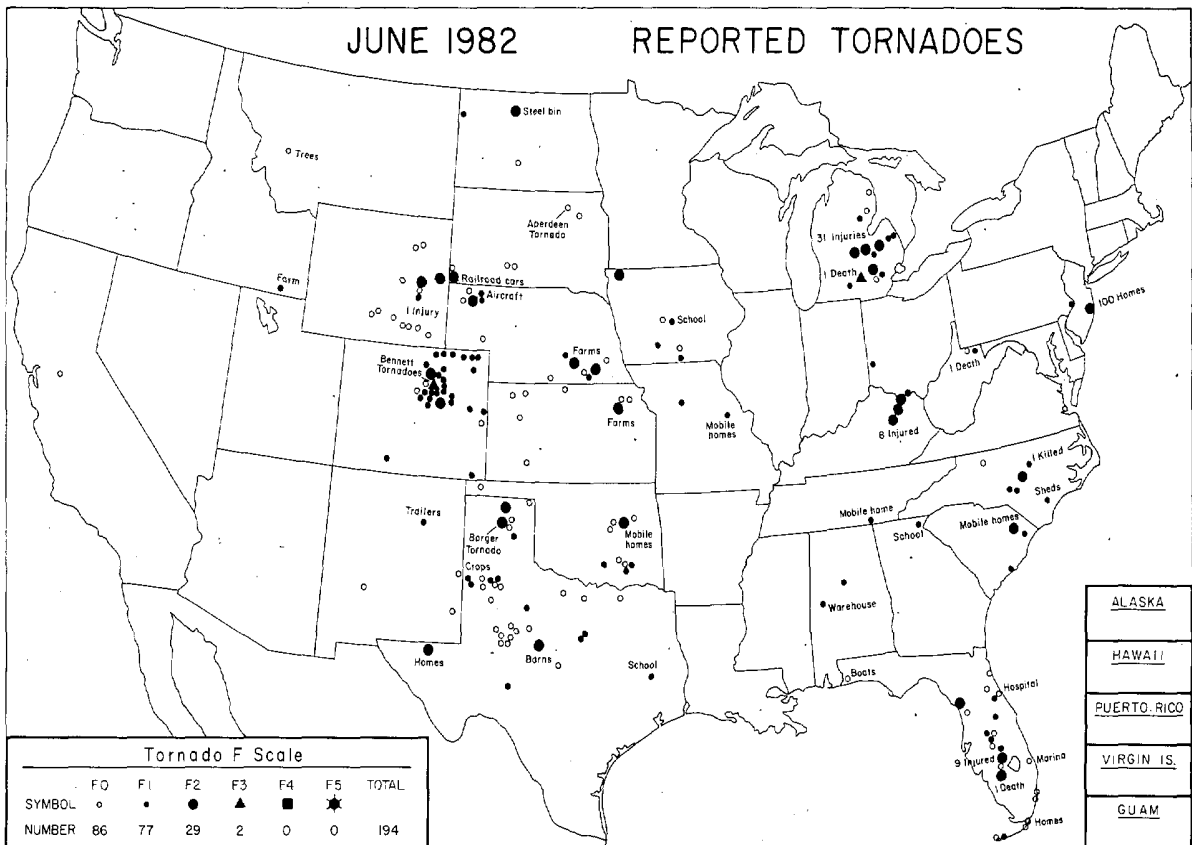 JUNE 1982 REPORTED TORNADOES
Steel bin
Trees
Aberdeen
Tornado
31 Injuries
Railroad cars
1 Death
Farm
Aircraft
100 Homes
1 Injury
School
Bennett
Tornadoes
Farms
1 Death
Farms
Mobile
homes
8 Injured
1 Killed
Sheds
Trailers
Mobile home
Mobile homes
Borger
Tornado
Mobile
homes
School
Crops
Warehouse
ALASKA
Homes
Barns
School
Boats
HAWAII
Hospital
PUERTO RICO
9 Injured
Marina
VIRGIN IS.
1 Death
Homes
GUAM
Tornado F Scale
F0 F1 F2 F3 F4 F5 TOTAL
SYMBOL
NUMBER 86 77 29 2 0 0 194